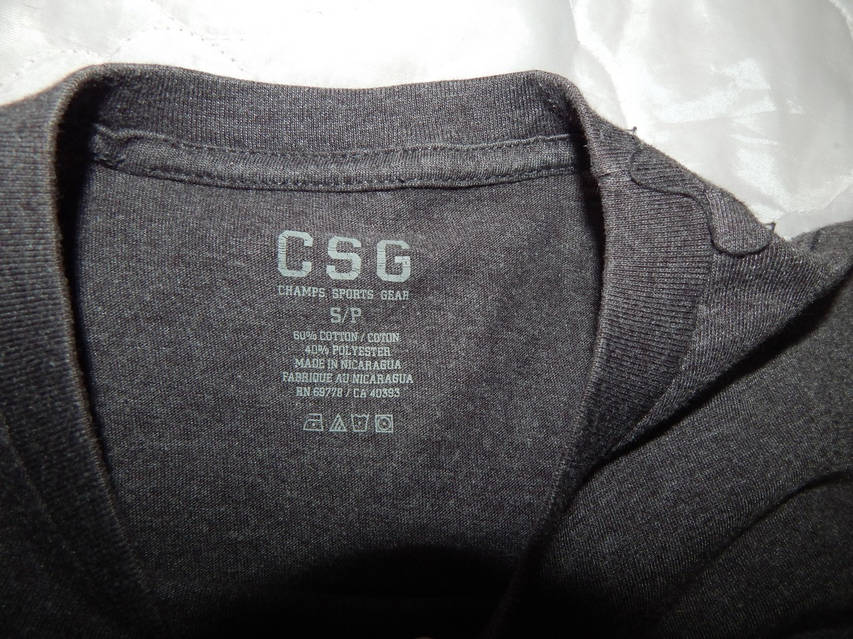 CSG
CHAMPS SPORTS GEAR
S/P
60% COTTON / COTON
40% POLYESTER
MADE IN NICARAGUA
FABRIQUE AU NICARAGUA
RN 69778 / CA 40393